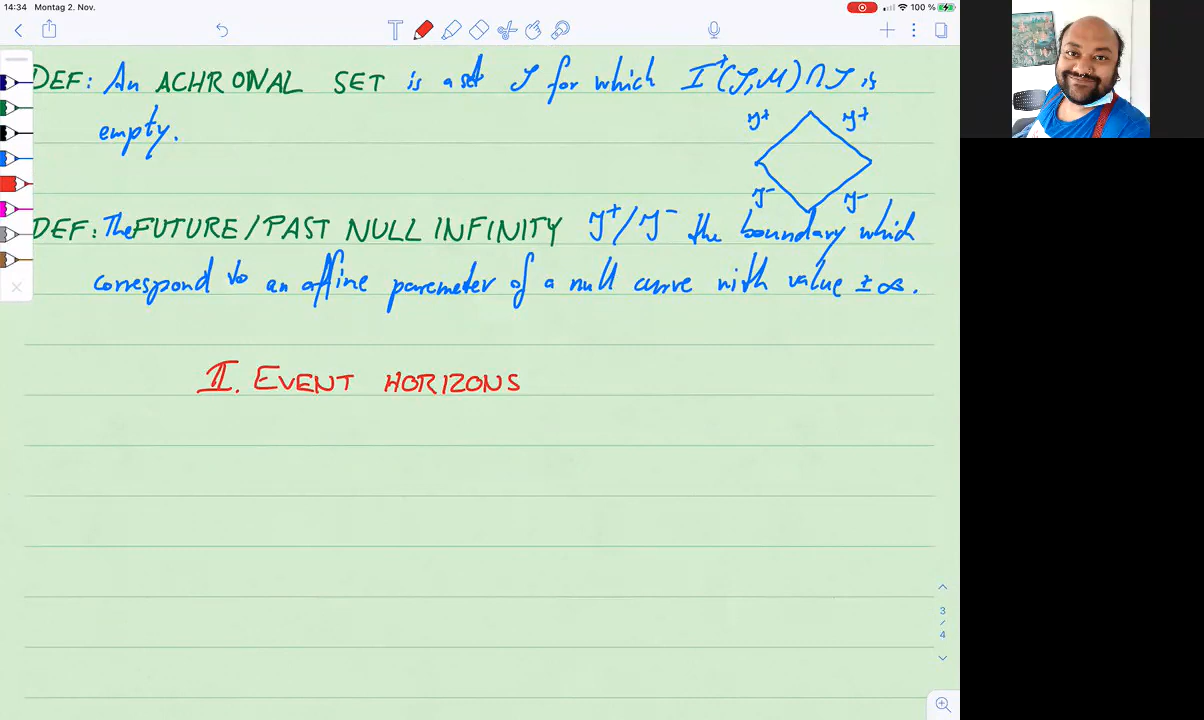 14:34 Montag 2. Nov.
100 %
DEF: An ACHRONAL SET is a set 𝒮 for which I⁺(𝒮,M) ∩ 𝒮 is
empty.
𝒥⁺ 𝒥⁺
𝒥⁻ 𝒥⁻
DEF: The FUTURE/PAST NULL INFINITY 𝒥⁺/𝒥⁻ the boundary which
correspond to an affine paremeter of a null curve with value ±∞.
II. EVENT HORIZONS
3
/
4